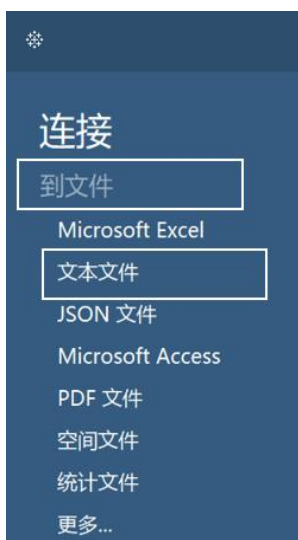 连接
到文件
Microsoft Excel
文本文件
JSON 文件
Microsoft Access
PDF 文件
空间文件
统计文件
更多...